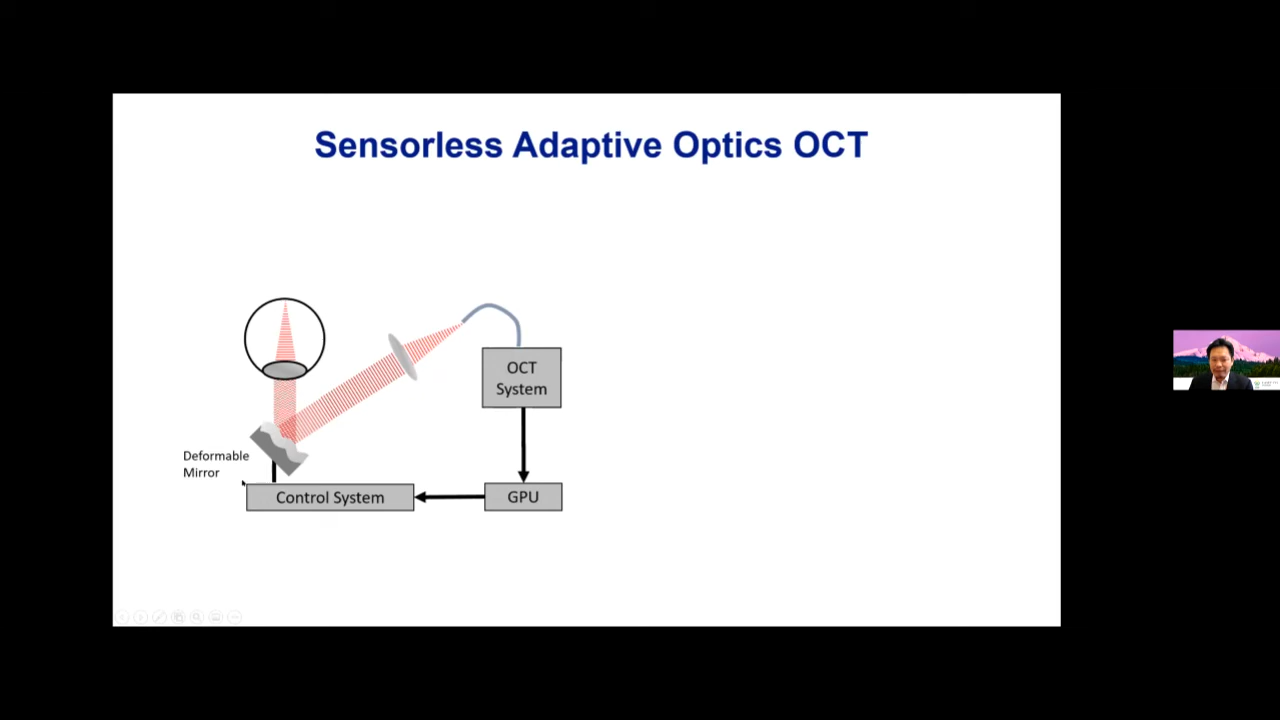 Sensorless Adaptive Optics OCT
OCT
System
Deformable
Mirror
Control System
GPU